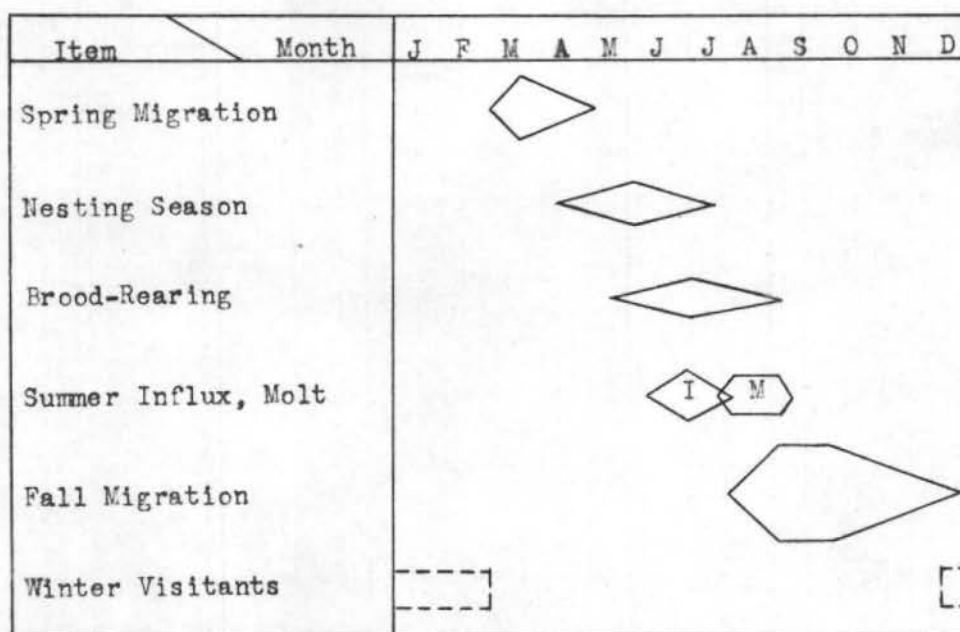 Item Month J F M A M J J A S O N D
Spring Migration
Nesting Season
Brood-Rearing
Summer Influx, Molt I M
Fall Migration
Winter Visitants